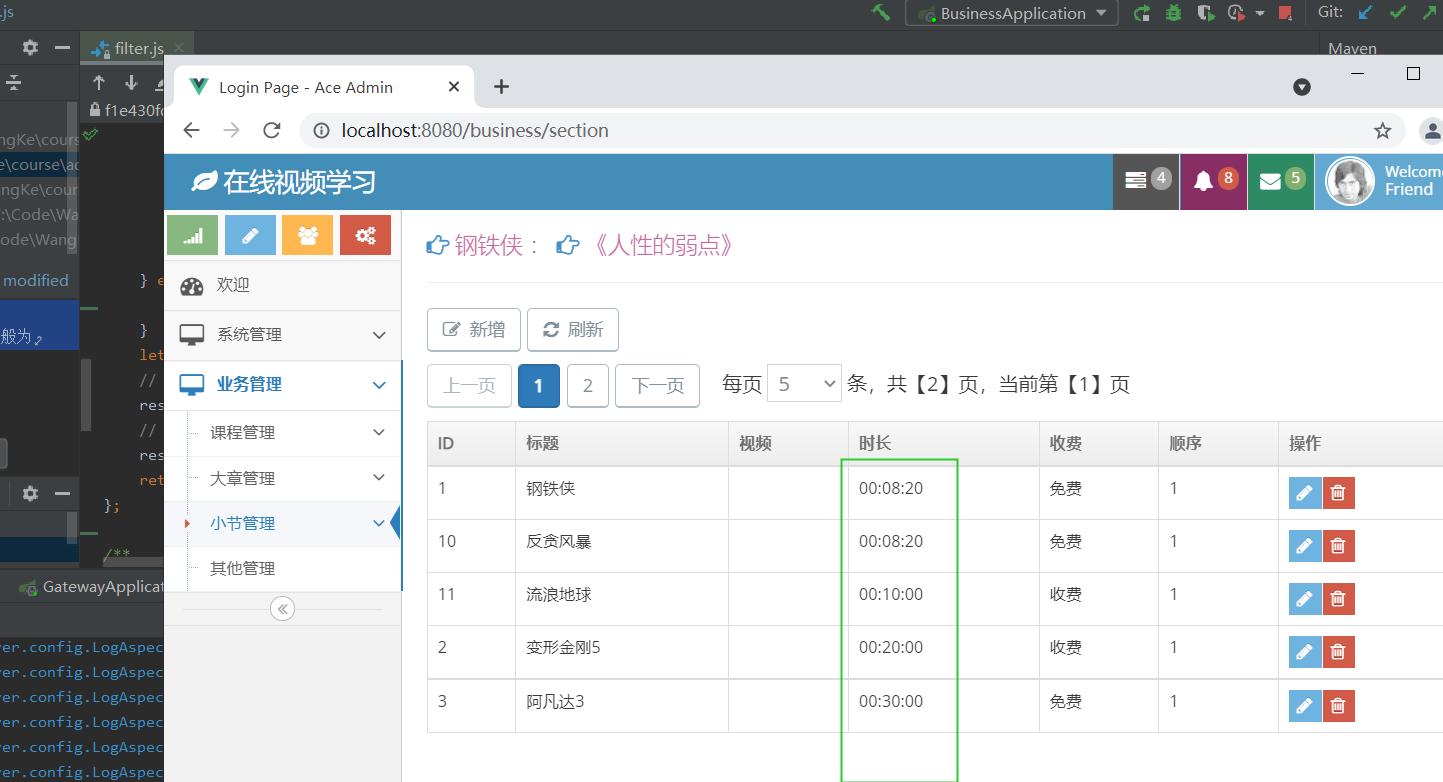 .js
BusinessApplication
Git:
filter.js
Maven
Login Page - Ace Admin
f1e430f
localhost:8080/business/section
ngKe\cours
e\course\ad
ngKe\cour
:\Code\Wa
ode\Wang
modified
般为 2
} e
}
let
//
res
//
res
ret
};
/**
GatewayApplicat
ver.config.LogAspec
ver.config.LogAspec
ver.config.LogAspec
ver.config.LogAspec
ver.config.LogAspec
ver.config.LogAspec
在线视频学习
4
8
5
Welcome
Friend
欢迎
系统管理
业务管理
课程管理
大章管理
小节管理
其他管理
钢铁侠 : 《人性的弱点》
新增 刷新
上一页 1 2 下一页 每页 5 条，共【2】页，当前第【1】页
ID 标题 视频 时长 收费 顺序 操作
1 钢铁侠 00:08:20 免费 1
10 反贪风暴 00:08:20 免费 1
11 流浪地球 00:10:00 收费 1
2 变形金刚5 00:20:00 收费 1
3 阿凡达3 00:30:00 免费 1